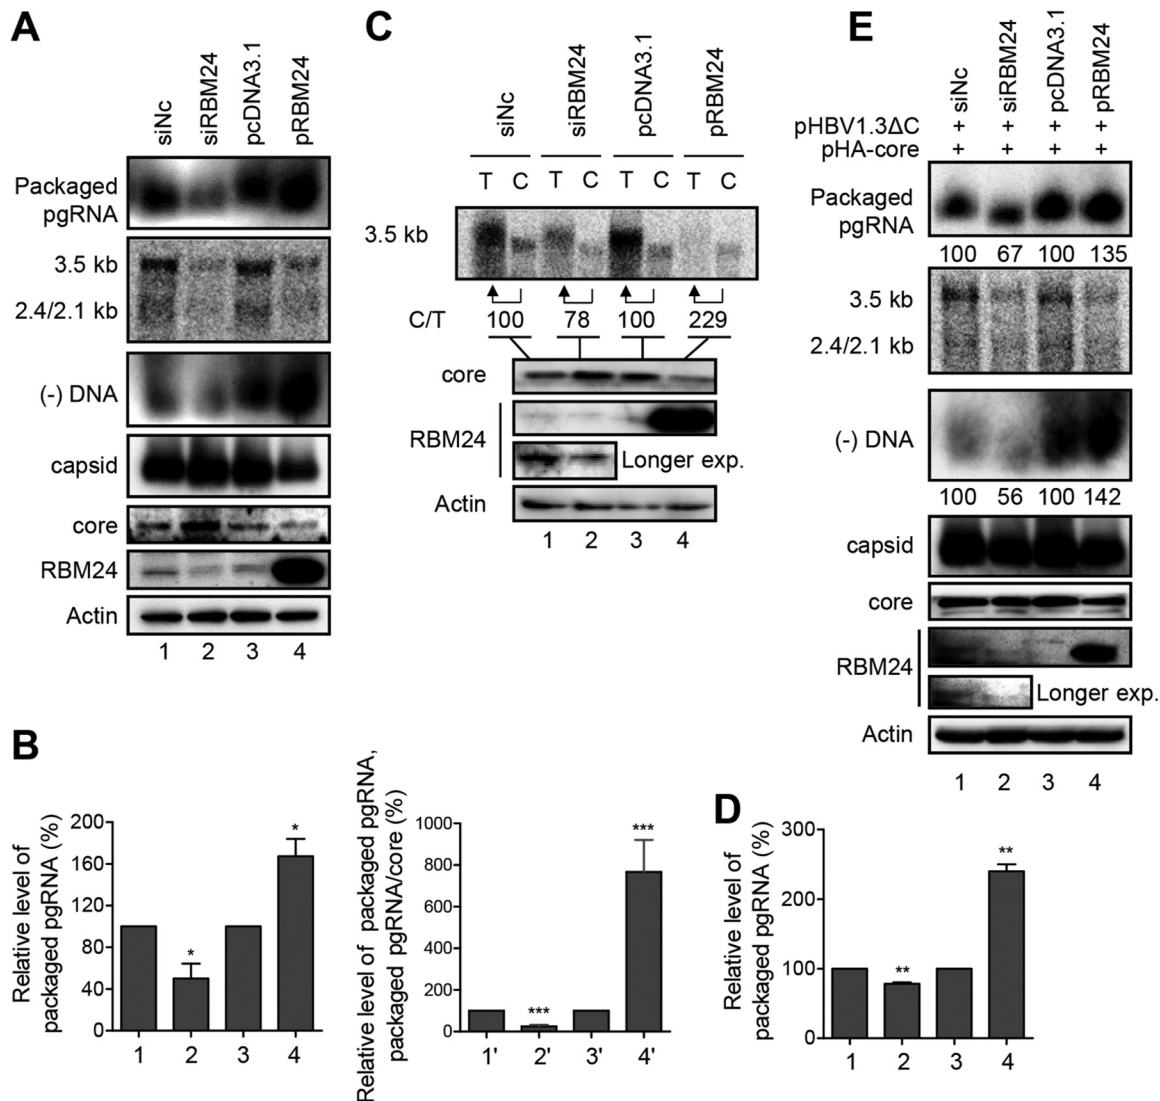 A
siNc
siRBM24
pcDNA3.1
pRBM24
Packaged
pgRNA
3.5 kb
2.4/2.1 kb
(-) DNA
capsid
core
RBM24
Actin
1 2 3 4
C
siNc
siRBM24
pcDNA3.1
pRBM24
T C T C T C T C
3.5 kb
C/T 100 78 100 229
core
RBM24
Longer exp.
Actin
1 2 3 4
E
siNc
siRBM24
pcDNA3.1
pRBM24
pHBV1.3ΔC + + + +
pHA-core + + + +
Packaged
pgRNA
100 67 100 135
3.5 kb
2.4/2.1 kb
(-) DNA
100 56 100 142
capsid
core
RBM24
Longer exp.
Actin
1 2 3 4
B
Relative level of
packaged pgRNA (%)
200
160
120
80
40
0
* *
1 2 3 4
Relative level of packaged pgRNA,
packaged pgRNA/core (%)
1000
800
600
400
200
0
*** ***
1' 2' 3' 4'
D
Relative level of
packaged pgRNA (%)
300
200
100
0
** **
1 2 3 4